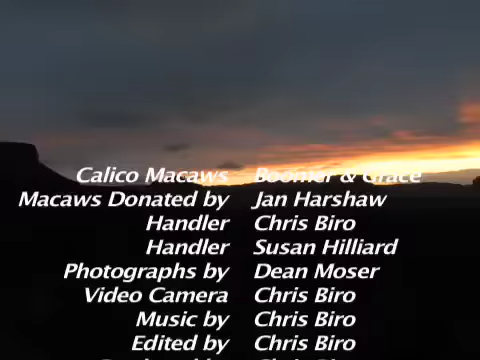 Calico Macaws Boomer & Grace
Macaws Donated by Jan Harshaw
Handler Chris Biro
Handler Susan Hilliard
Photographs by Dean Moser
Video Camera Chris Biro
Music by Chris Biro
Edited by Chris Biro